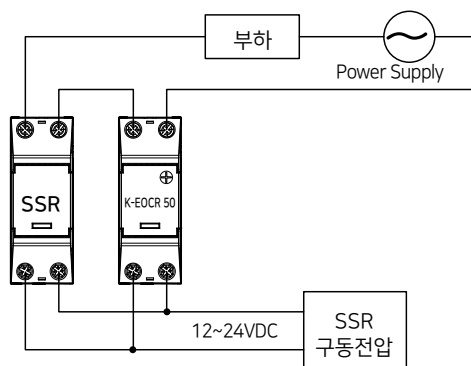 부하
Power Supply
SSR
K-EOCR 50
12~24VDC
SSR
구동전압